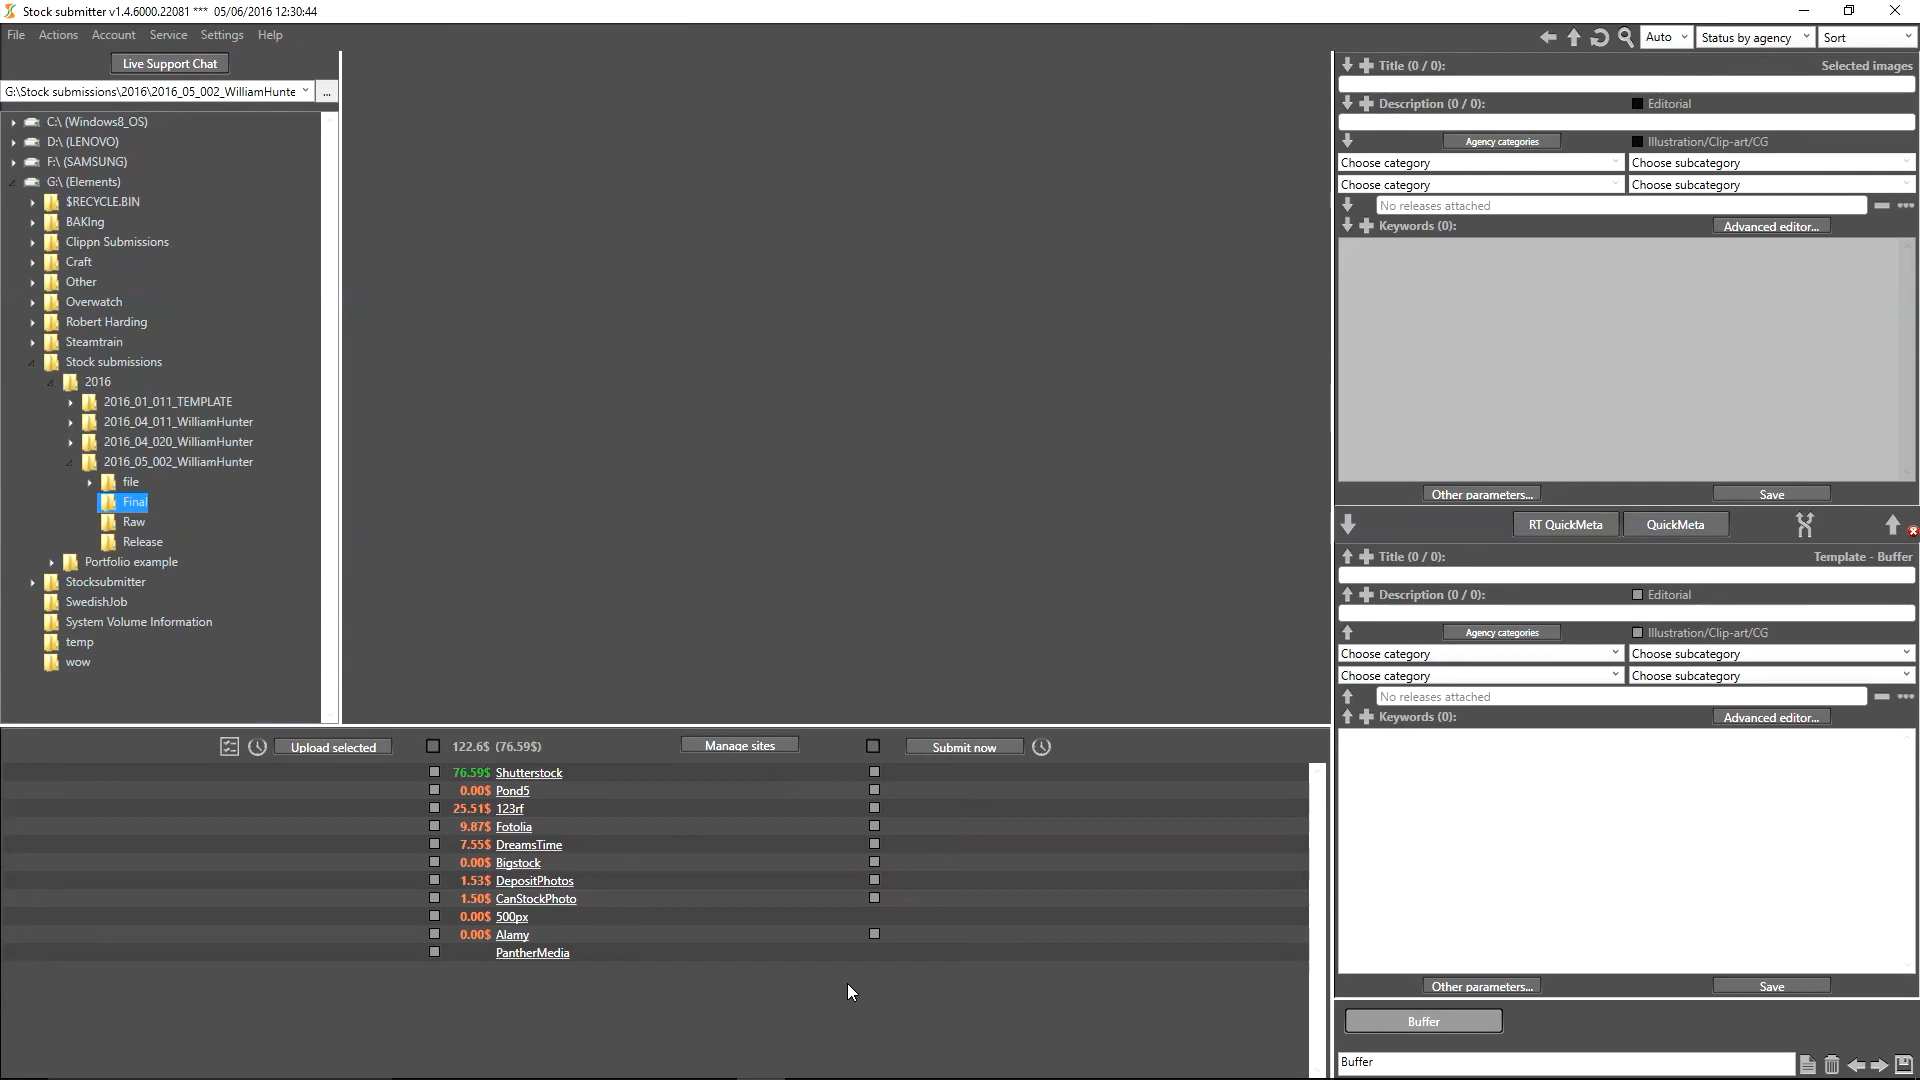 Stock submitter v1.4.6000.22081 *** 05/06/2016 12:30:44
File Actions Account Service Settings Help
Auto Status by agency Sort
Live Support Chat
G:\Stock submissions\2016\2016_05_002_WilliamHunte ...
C:\ (Windows8_OS)
D:\ (LENOVO)
F:\ (SAMSUNG)
G:\ (Elements)
$RECYCLE.BIN
BAKIng
Clippn Submissions
Craft
Other
Overwatch
Robert Harding
Steamtrain
Stock submissions
2016
2016_01_011_TEMPLATE
2016_04_011_WilliamHunter
2016_04_020_WilliamHunter
2016_05_002_WilliamHunter
file
Final
Raw
Release
Portfolio example
Stocksubmitter
SwedishJob
System Volume Information
temp
wow
Upload selected 122.6$ (76.59$) Manage sites Submit now
76.59$ Shutterstock
0.00$ Pond5
25.51$ 123rf
9.87$ Fotolia
7.55$ DreamsTime
0.00$ Bigstock
1.53$ DepositPhotos
1.50$ CanStockPhoto
0.00$ 500px
0.00$ Alamy
PantherMedia
Title (0 / 0): Selected images
Description (0 / 0): Editorial
Agency categories Illustration/Clip-art/CG
Choose category Choose subcategory
Choose category Choose subcategory
No releases attached
Keywords (0): Advanced editor...
Other parameters... Save
RT QuickMeta QuickMeta
Title (0 / 0): Template - Buffer
Description (0 / 0): Editorial
Agency categories Illustration/Clip-art/CG
Choose category Choose subcategory
Choose category Choose subcategory
No releases attached
Keywords (0): Advanced editor...
Other parameters... Save
Buffer
Buffer